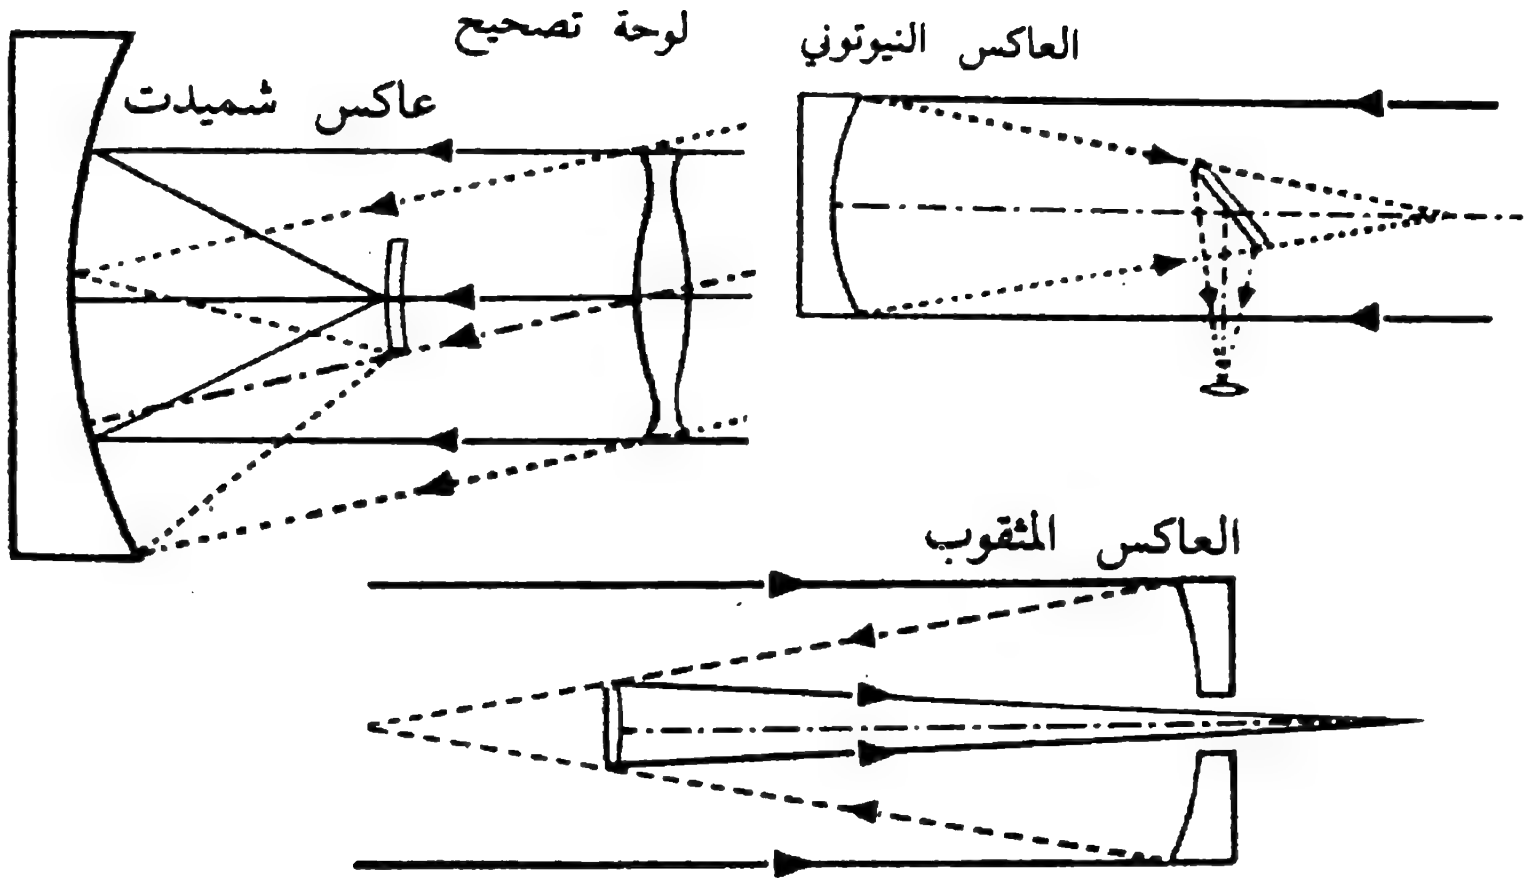 العاكس النيوتوني
لوحة تصحيح
عاكس شميدت
العاكس المثقوب